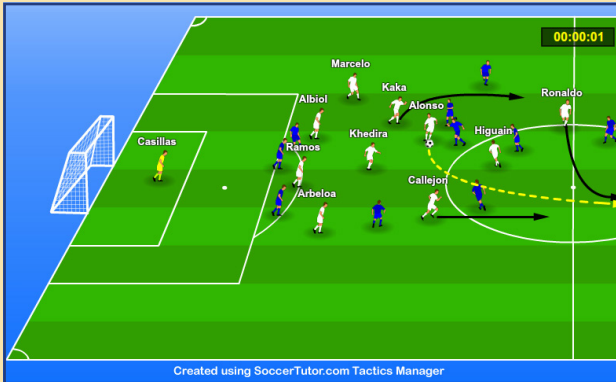 00:00:01
Marcelo
Kaka
Ronaldo
Albiol
Alonso
Casillas
Khedira
Higuain
Ramos
Callejon
Arbeloa
Created using SoccerTutor.com Tactics Manager